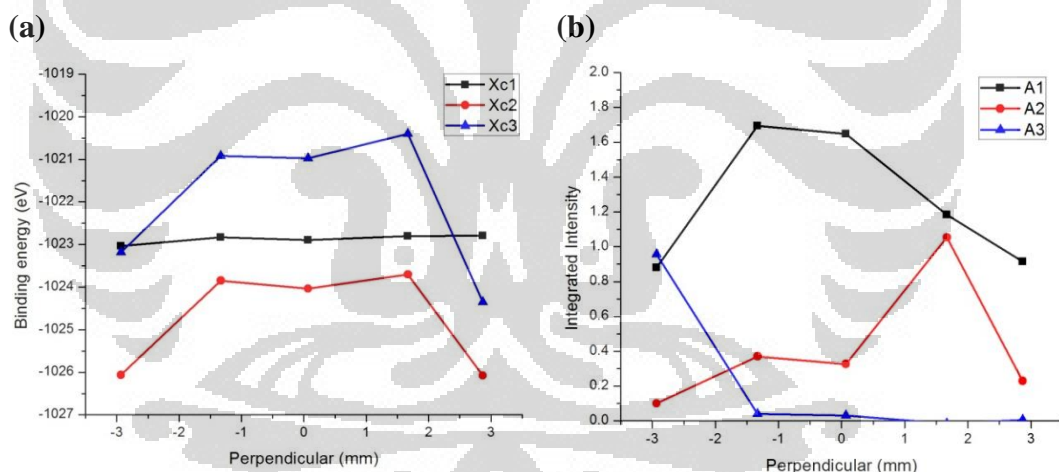 (a)
(b)
-1019
-1020
-1021
-1022
-1023
-1024
-1025
-1026
-1027
Binding energy (eV)
-3 -2 -1 0 1 2 3
Perpendicular (mm)
Xc1
Xc2
Xc3
2.0
1.8
1.6
1.4
1.2
1.0
0.8
0.6
0.4
0.2
0.0
Integrated Intensity
-3 -2 -1 0 1 2 3
Perpendicular (mm)
A1
A2
A3